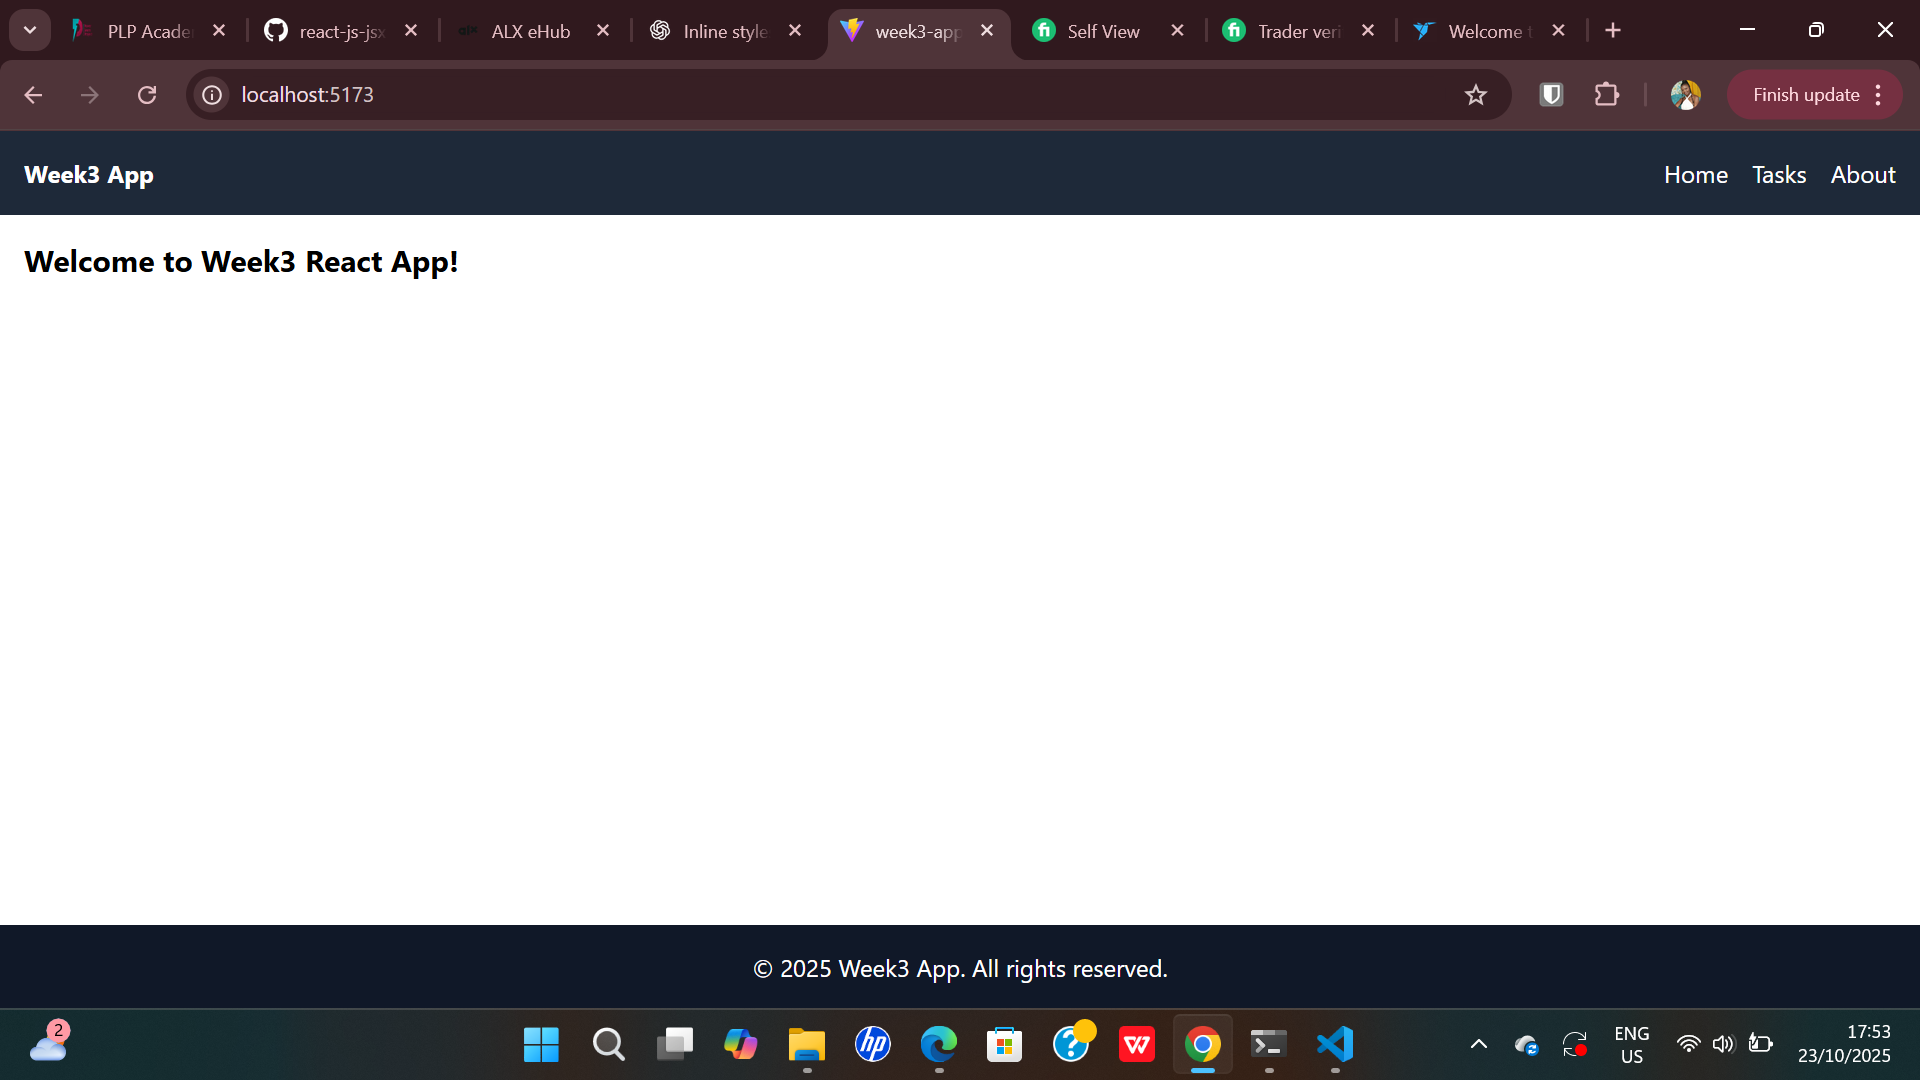 PLP Acade
react-js-jsx
ALX eHub
Inline style
week3-app
Self View
Trader veri
Welcome t
localhost:5173
Finish update
Week3 App
Home Tasks About
Welcome to Week3 React App!
© 2025 Week3 App. All rights reserved.
2
ENG
US
17:53
23/10/2025